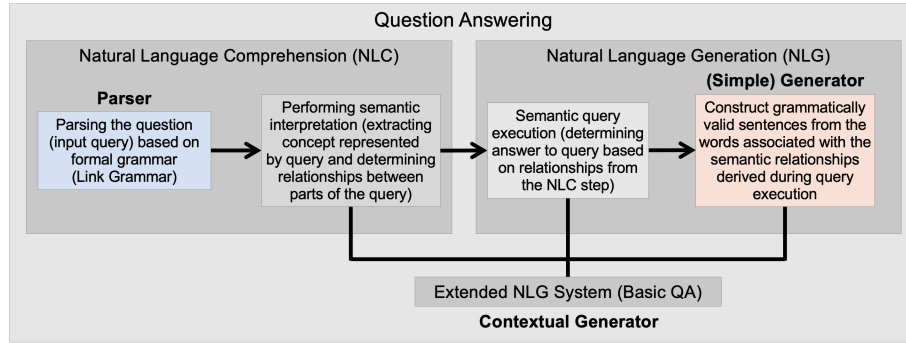 Question Answering
Natural Language Comprehension (NLC)
Parser
Parsing the question
(input query) based on
formal grammar
(Link Grammar)
Performing semantic
interpretation (extracting
concept represented
by query and determining
relationships between
parts of the query)
Natural Language Generation (NLG)
Semantic query
execution (determining
answer to query based
on relationships from
the NLC step)
(Simple) Generator
Construct grammatically
valid sentences from the
words associated with the
semantic relationships
derived during query
execution
Extended NLG System (Basic QA)
Contextual Generator